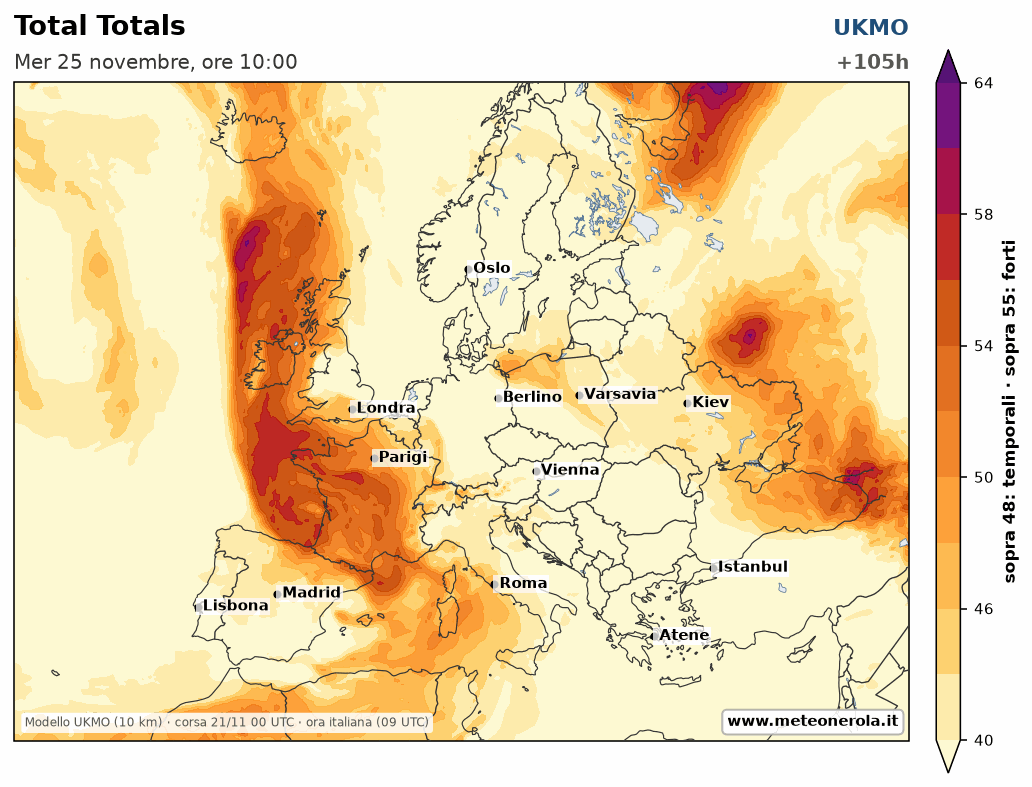 Total Totals
UKMO
Mer 25 novembre, ore 10:00
+105h
64
58
54
50
46
40
sopra 48: temporali · sopra 55: forti
Oslo
Berlino
Varsavia
Kiev
Londra
Parigi
Vienna
Istanbul
Roma
Madrid
Lisbona
Atene
Modello UKMO (10 km) · corsa 21/11 00 UTC · ora italiana (09 UTC)
www.meteonerola.it